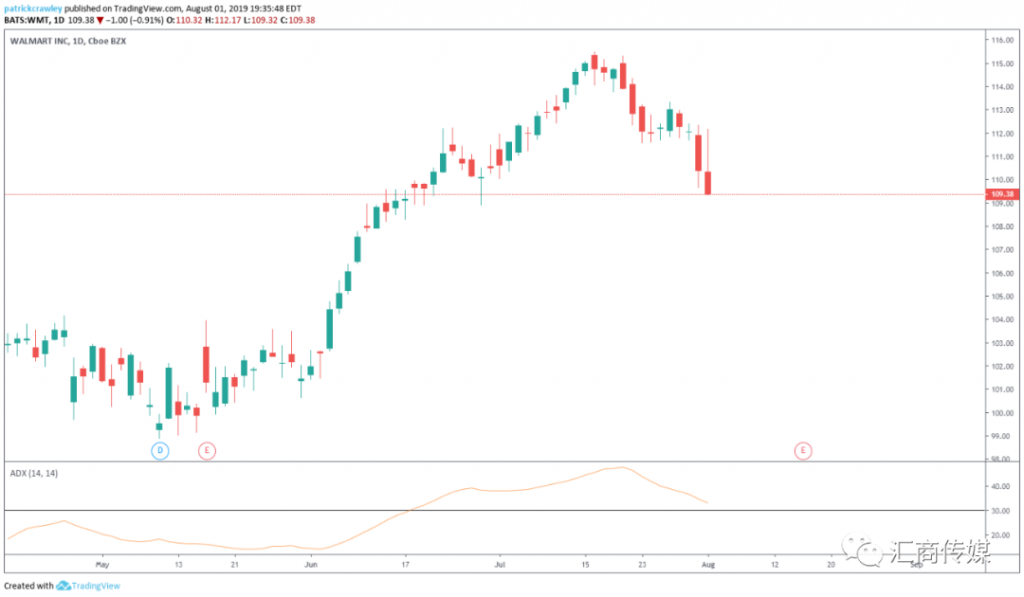 patrickcrawley published on TradingView.com, August 01, 2019 19:35:48 EDT
BATS:WMT, 1D 109.38 ▼ −1.00 (−0.91%) O:110.32 H:112.17 L:109.32 C:109.38
WALMART INC, 1D, Cboe BZX
116.00
115.00
114.00
113.00
112.00
111.00
110.00
109.38
109.00
108.00
107.00
106.00
105.00
104.00
103.00
102.00
101.00
100.00
99.00
98.00
D E E
ADX (14, 14)
40.00
30.00
20.00
May 13 21 Jun 17 Jul 15 23 Aug 12 20 Sep
汇商传媒
Created with TradingView